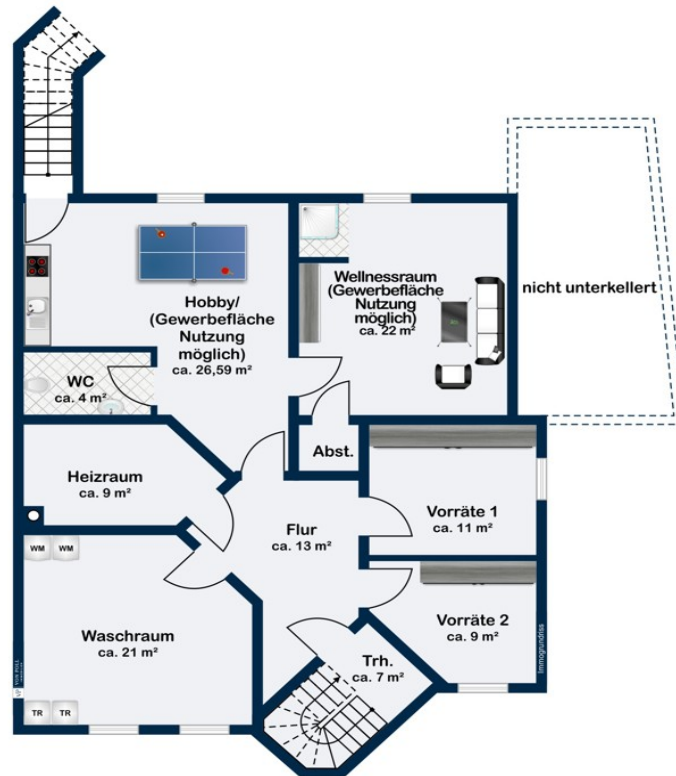 Hobby/
(Gewerbefläche
Nutzung
möglich)
ca. 26,59 m²
Wellnessraum
(Gewerbefläche
Nutzung
möglich)
ca. 22 m²
nicht unterkellert
WC
ca. 4 m²
Abst.
Heizraum
ca. 9 m²
Flur
ca. 13 m²
Vorräte 1
ca. 11 m²
WM
WM
Waschraum
ca. 21 m²
Vorräte 2
ca. 9 m²
Trh.
ca. 7 m²
TR
TR
Immogrundriss
VON POLL